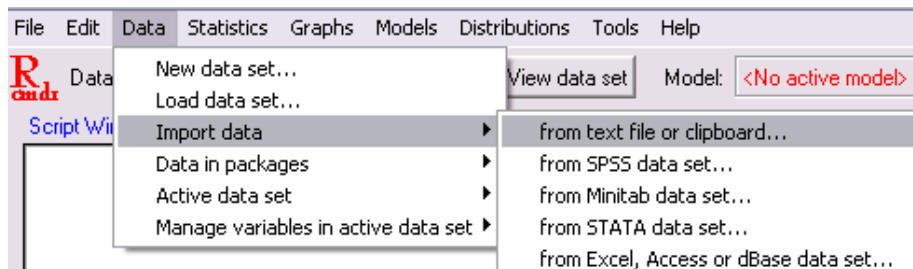 File Edit Data Statistics Graphs Models Distributions Tools Help
R cmdr Data View data set Model: <No active model>
New data set...
Load data set...
Script Wi
Import data
from text file or clipboard...
Data in packages
from SPSS data set...
Active data set
from Minitab data set...
Manage variables in active data set
from STATA data set...
from Excel, Access or dBase data set...